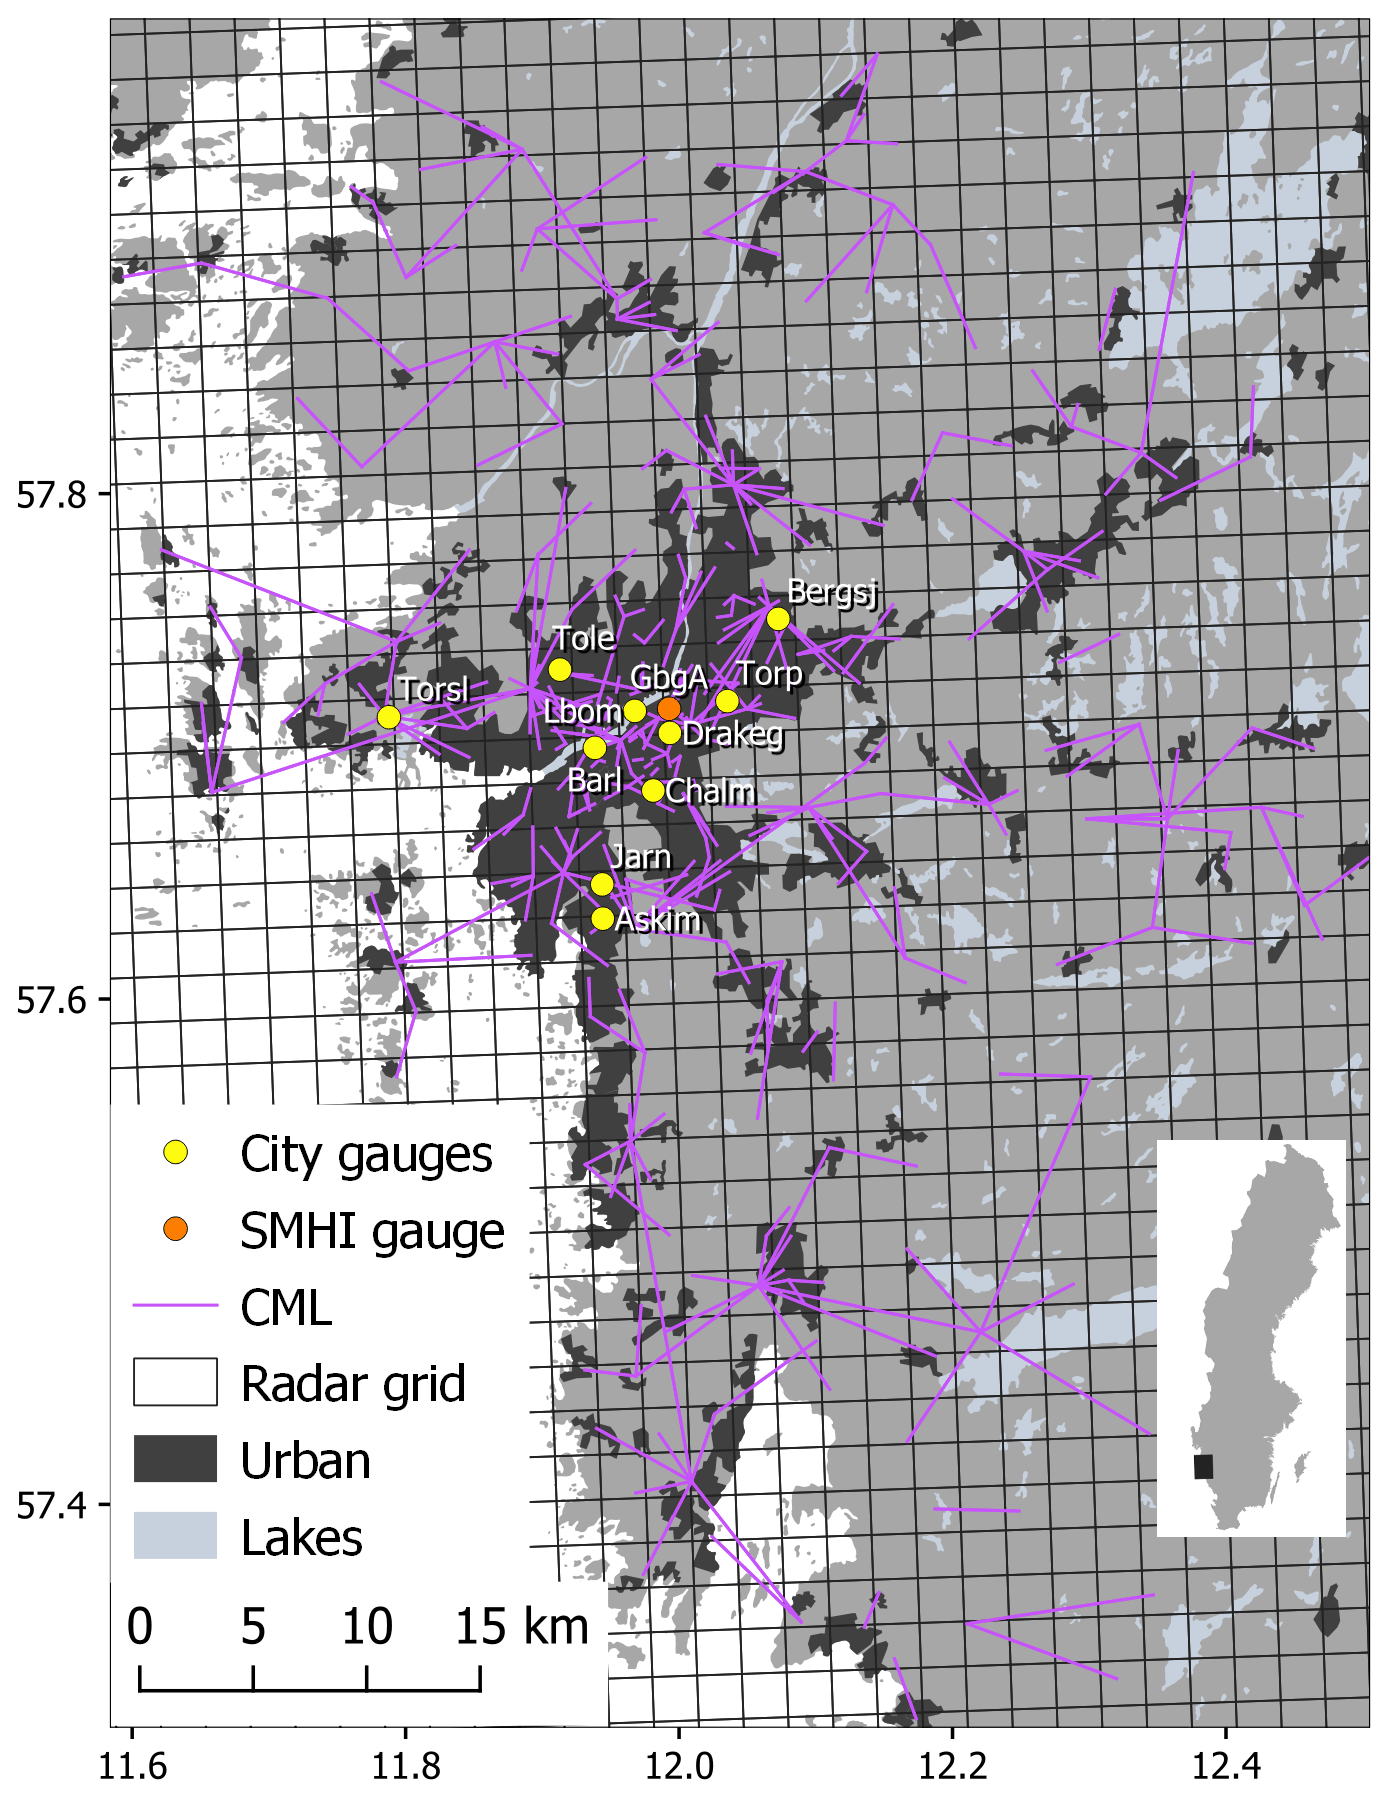 57.8
57.6
57.4
Bergsj
Tole
GbgA
Torp
Torsl
Lbom
Drakeg
Barl
Chalm
Jarn
Askim
City gauges
SMHI gauge
CML
Radar grid
Urban
Lakes
0 5 10 15 km
11.6 11.8 12.0 12.2 12.4